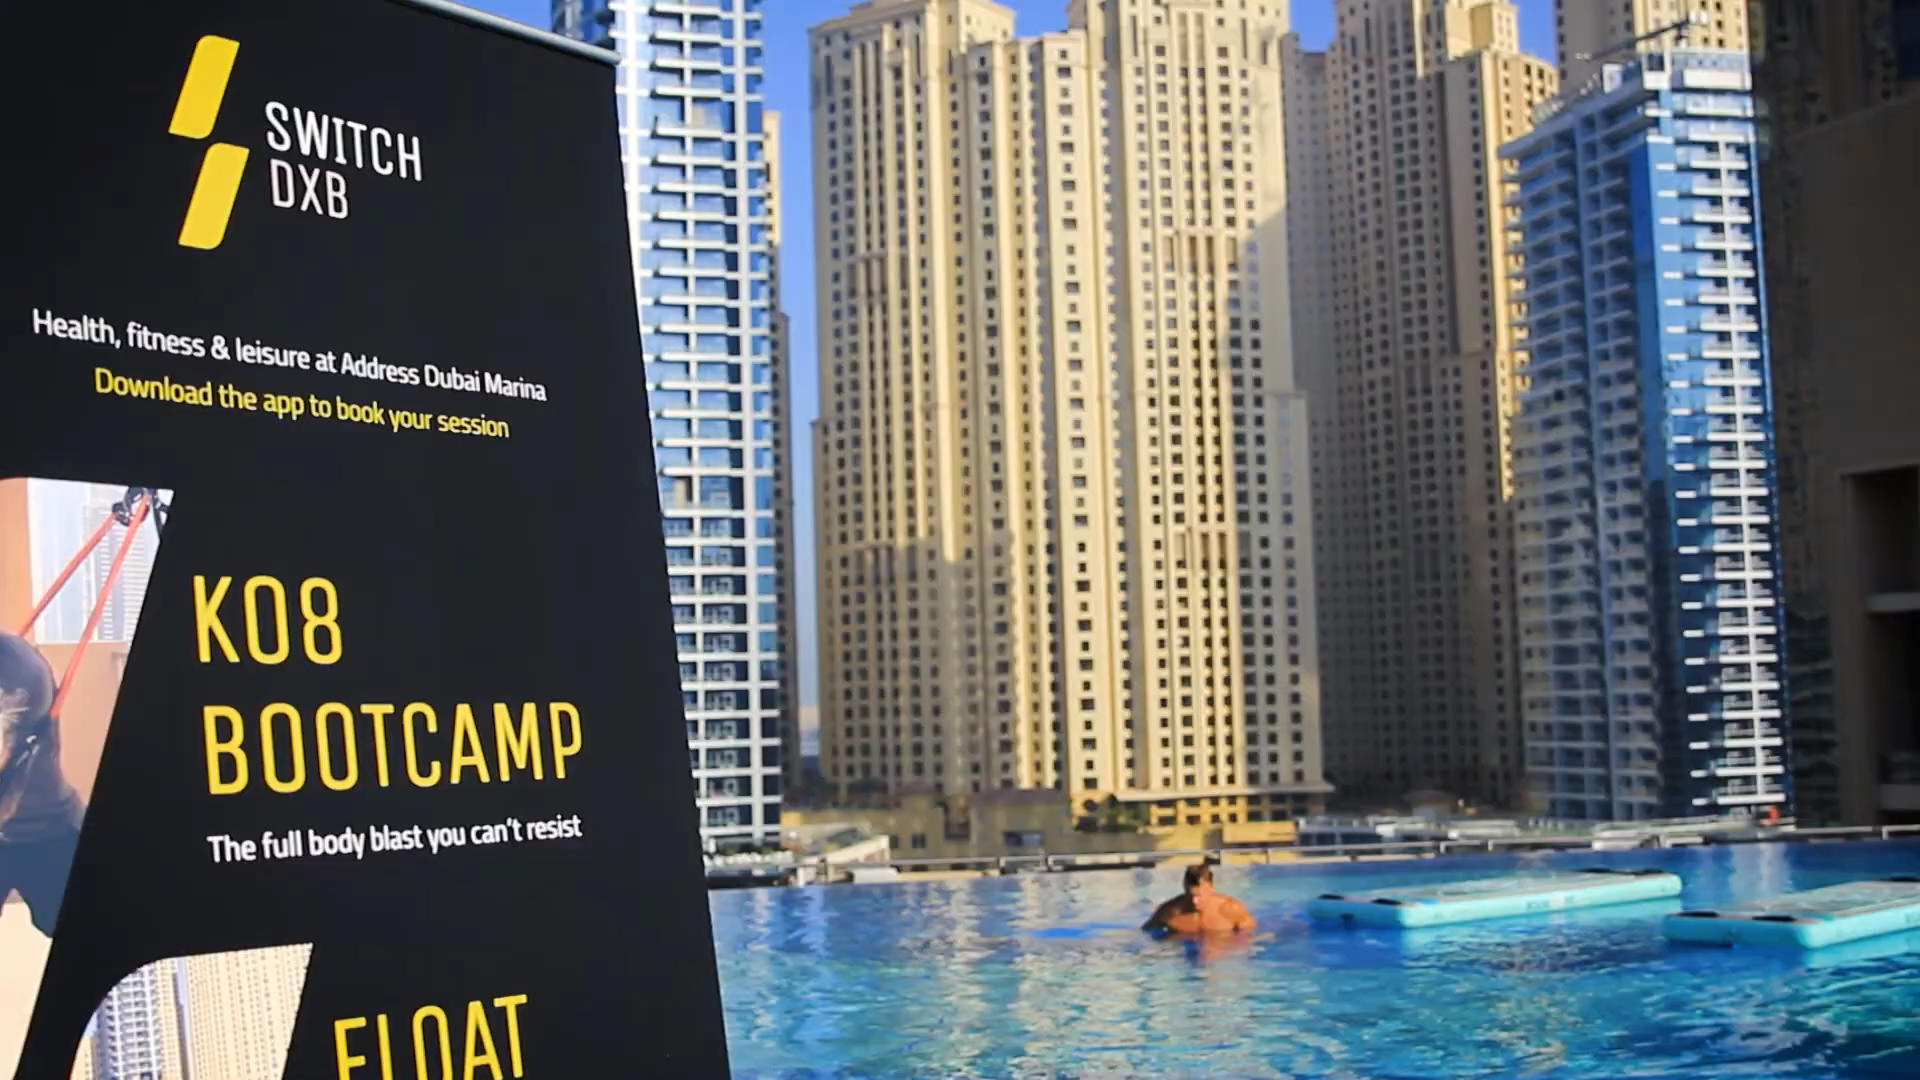 SWITCH
DXB
Health, fitness & leisure at Address Dubai Marina
Download the app to book your session
KO8
BOOTCAMP
The full body blast you can't resist
FLOAT